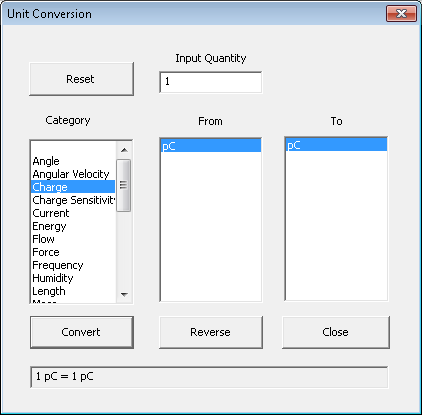 Unit Conversion
Input Quantity
Reset
1
Category
From
To
Angle
Angular Velocity
Charge
Charge Sensitivity
Current
Energy
Flow
Force
Frequency
Humidity
Length
pC
pC
Convert
Reverse
Close
1 pC = 1 pC